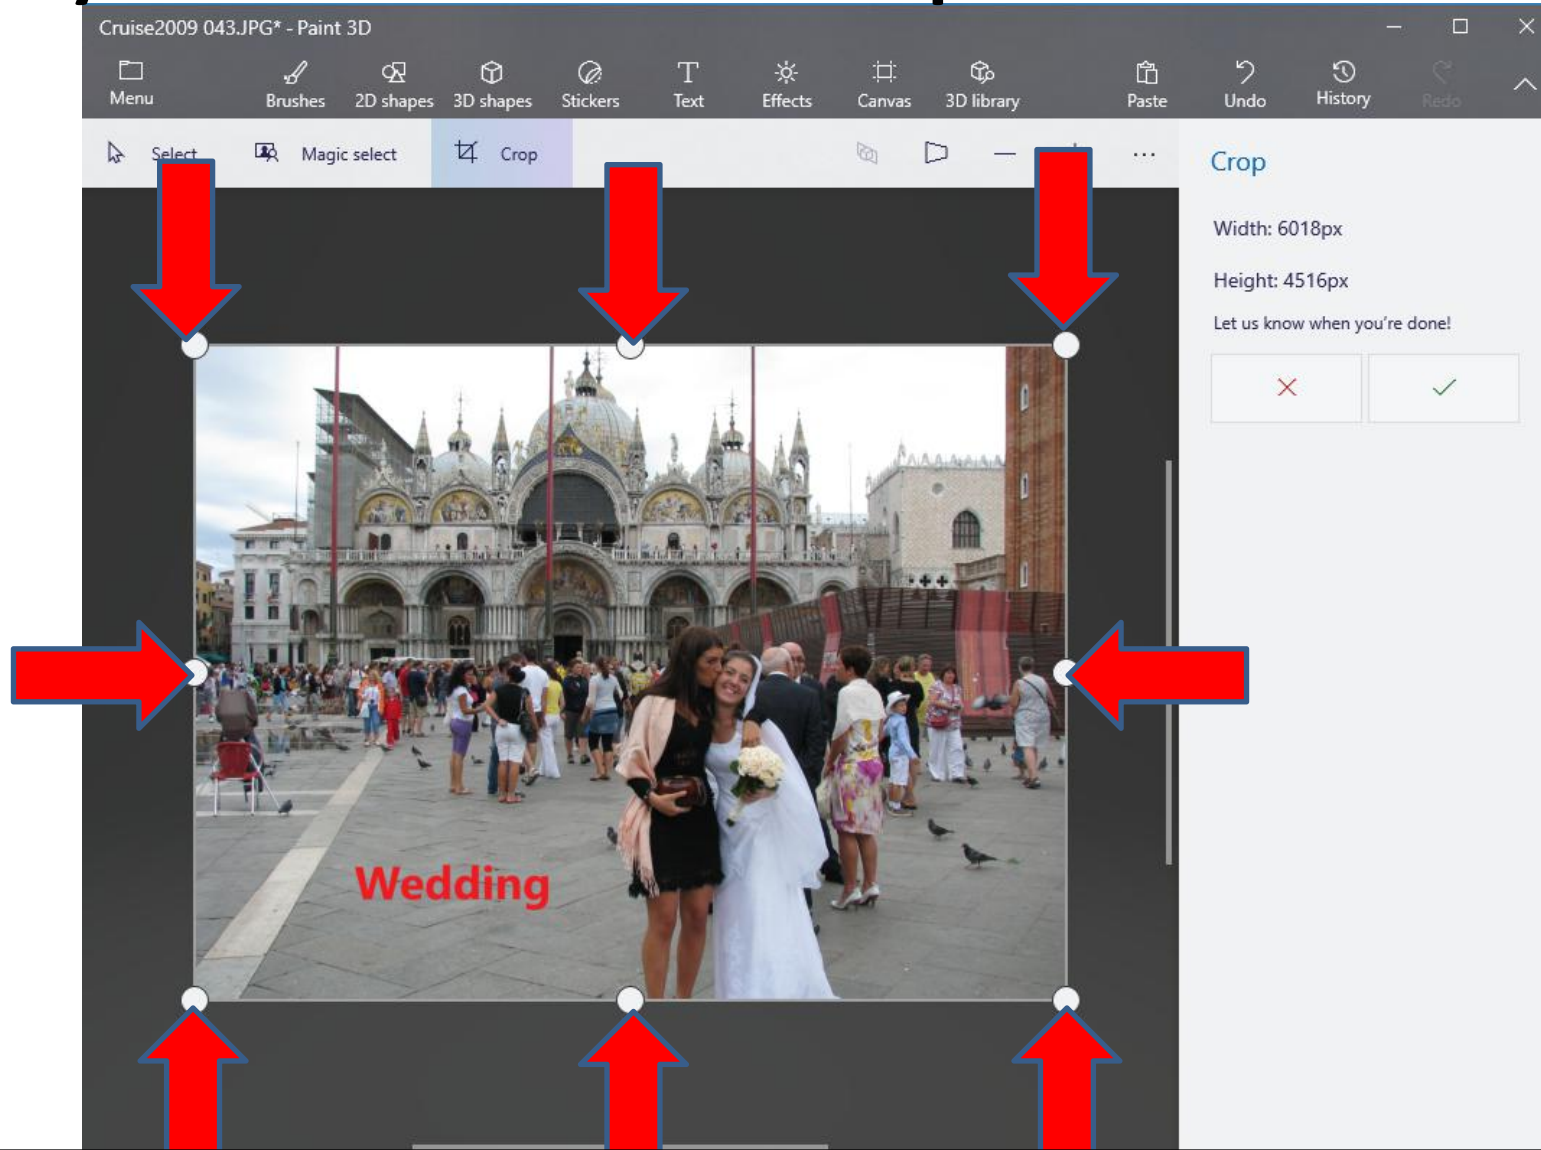 Cruise2009 043.JPG* - Paint 3D
Menu Brushes 2D shapes 3D shapes Stickers Text Effects Canvas 3D library Paste Undo History Redo
Select Magic select Crop
Crop
Width: 6018px
Height: 4516px
Let us know when you're done!
Wedding